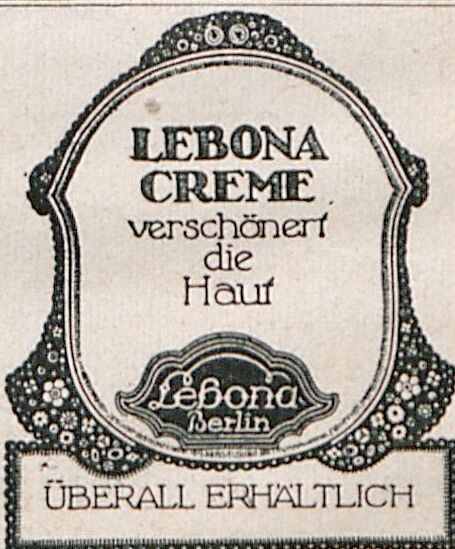 LEBONA
CREME
verschönert
die
Haut
Lebona
Berlin
ÜBERALL ERHÄLTLICH